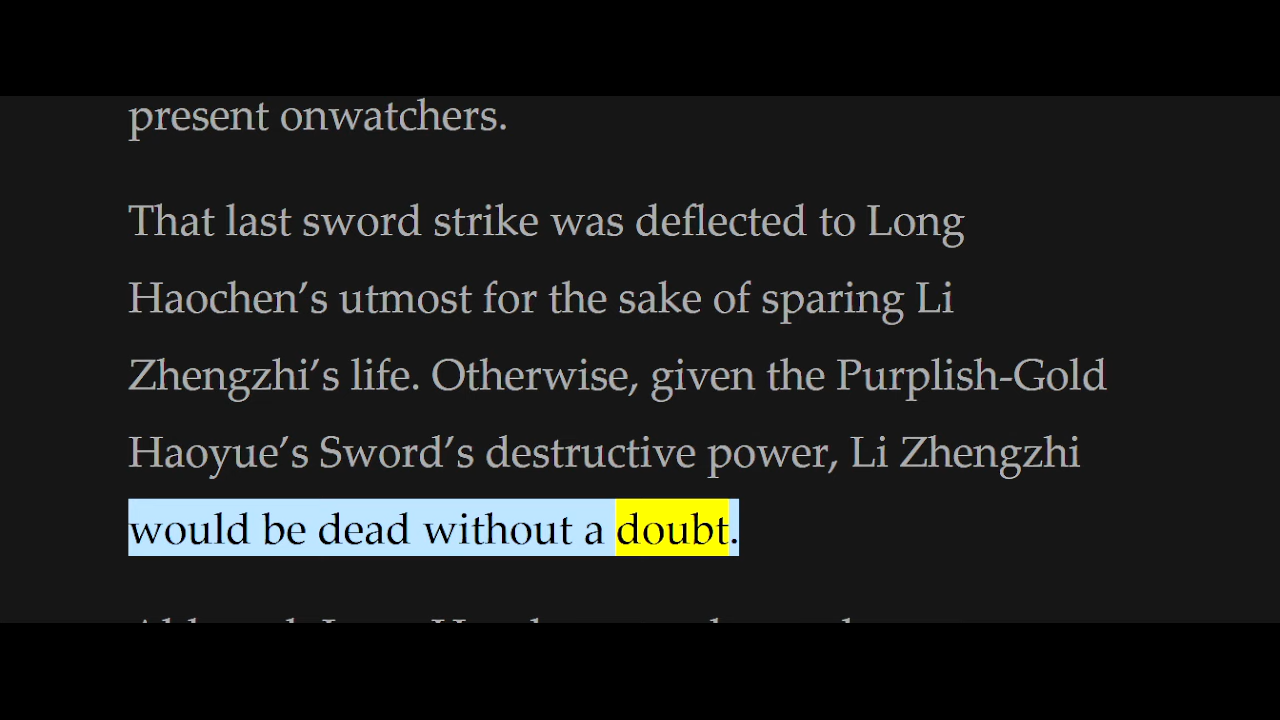 present onwatchers.
That last sword strike was deflected to Long
Haochen’s utmost for the sake of sparing Li
Zhengzhi’s life. Otherwise, given the Purplish-Gold
Haoyue’s Sword’s destructive power, Li Zhengzhi
would be dead without a doubt.